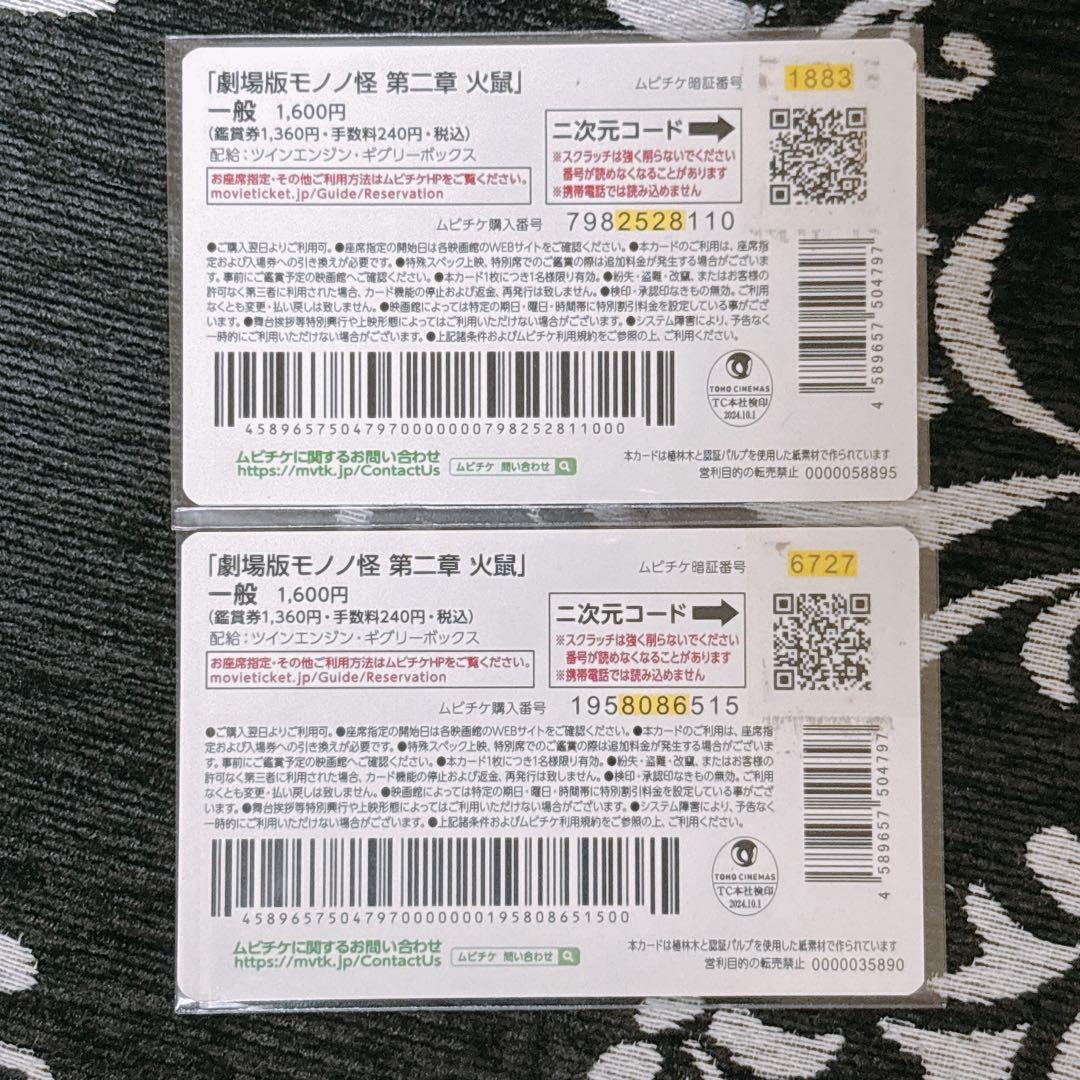 「劇場版モノノ怪 第二章 火鼠」
一般 1,600円
(鑑賞券1,360円・手数料240円・税込)
配給:ツインエンジン・ギグリーボックス
お座席指定・その他ご利用方法はムビチケHPをご覧ください。
movieticket.jp/Guide/Reservation
ムビチケ暗証番号 1883
二次元コード
※スクラッチは強く削らないでください
番号が読めなくなることがあります
※携帯電話では読み込めません
ムビチケ購入番号 7982528110
●ご購入翌日よりご利用可。●座席指定の開始日は各映画館のWEBサイトをご確認ください。●本カードのご利用は、座席指
定および入場券への引き換えが必要です。●特殊スペック上映、特別席でのご鑑賞の際は追加料金が発生する場合がございま
す。事前にご鑑賞予定の映画館へご確認ください。●本カード1枚につき1名様限り有効。●紛失・盗難・改竄、またはお客様の
許可なく第三者に利用された場合、カード機能の停止および返金、再発行は致しません。●検印・承認印なきもの無効。ご利用
なくとも変更・払い戻しは致しません。●映画館によっては特定の期日・曜日・時間帯に特別割引料金を設定している事がござ
います。●舞台挨拶等特別興行や上映形態によってはご利用いただけない場合がございます。●システム障害により、予告なく
一時的にご利用いただけない場合がございます。●上記諸条件およびムビチケ利用規約をご参照の上、ご利用ください。
4589657504797000000079825281​1000
TOHO CINEMAS
TC本社検印
2024.10.1
4 589657 504797
ムビチケに関するお問い合わせ
https://mvtk.jp/ContactUs
ムビチケ 問い合わせ
本カードは植林木と認証パルプを使用した紙素材で作られています
営利目的の転売禁止 0000058895
「劇場版モノノ怪 第二章 火鼠」
一般 1,600円
(鑑賞券1,360円・手数料240円・税込)
配給:ツインエンジン・ギグリーボックス
お座席指定・その他ご利用方法はムビチケHPをご覧ください。
movieticket.jp/Guide/Reservation
ムビチケ暗証番号 6727
二次元コード
※スクラッチは強く削らないでください
番号が読めなくなることがあります
※携帯電話では読み込めません
ムビチケ購入番号 1958086515
●ご購入翌日よりご利用可。●座席指定の開始日は各映画館のWEBサイトをご確認ください。●本カードのご利用は、座席指
定および入場券への引き換えが必要です。●特殊スペック上映、特別席でのご鑑賞の際は追加料金が発生する場合がございま
す。事前にご鑑賞予定の映画館へご確認ください。●本カード1枚につき1名様限り有効。●紛失・盗難、またはお客様の
許可なく第三者に利用された場合、カード機能の停止および返金、再発行は致しません。●検印・承認印なきもの無効。ご利用
なくとも変更・払い戻しは致しません。●映画館によっては特定の期日・曜日・時間帯に特別割引料金を設定している事がござ
います。●舞台挨拶等特別興行や上映形態によってはご利用いただけない場合がございます。●システム障害により、予告なく
一時的にご利用いただけない場合がございます。●上記諸条件およびムビチケ利用規約をご参照の上、ご利用ください。
4589657504797000000019580865​1500
TOHO CINEMAS
TC本社検印
2024.10.1
4 589657 504797
ムビチケに関するお問い合わせ
https://mvtk.jp/ContactUs
ムビチケ 問い合わせ
本カードは植林木と認証パルプを使用した紙素材で作られています
営利目的の転売禁止 0000035890